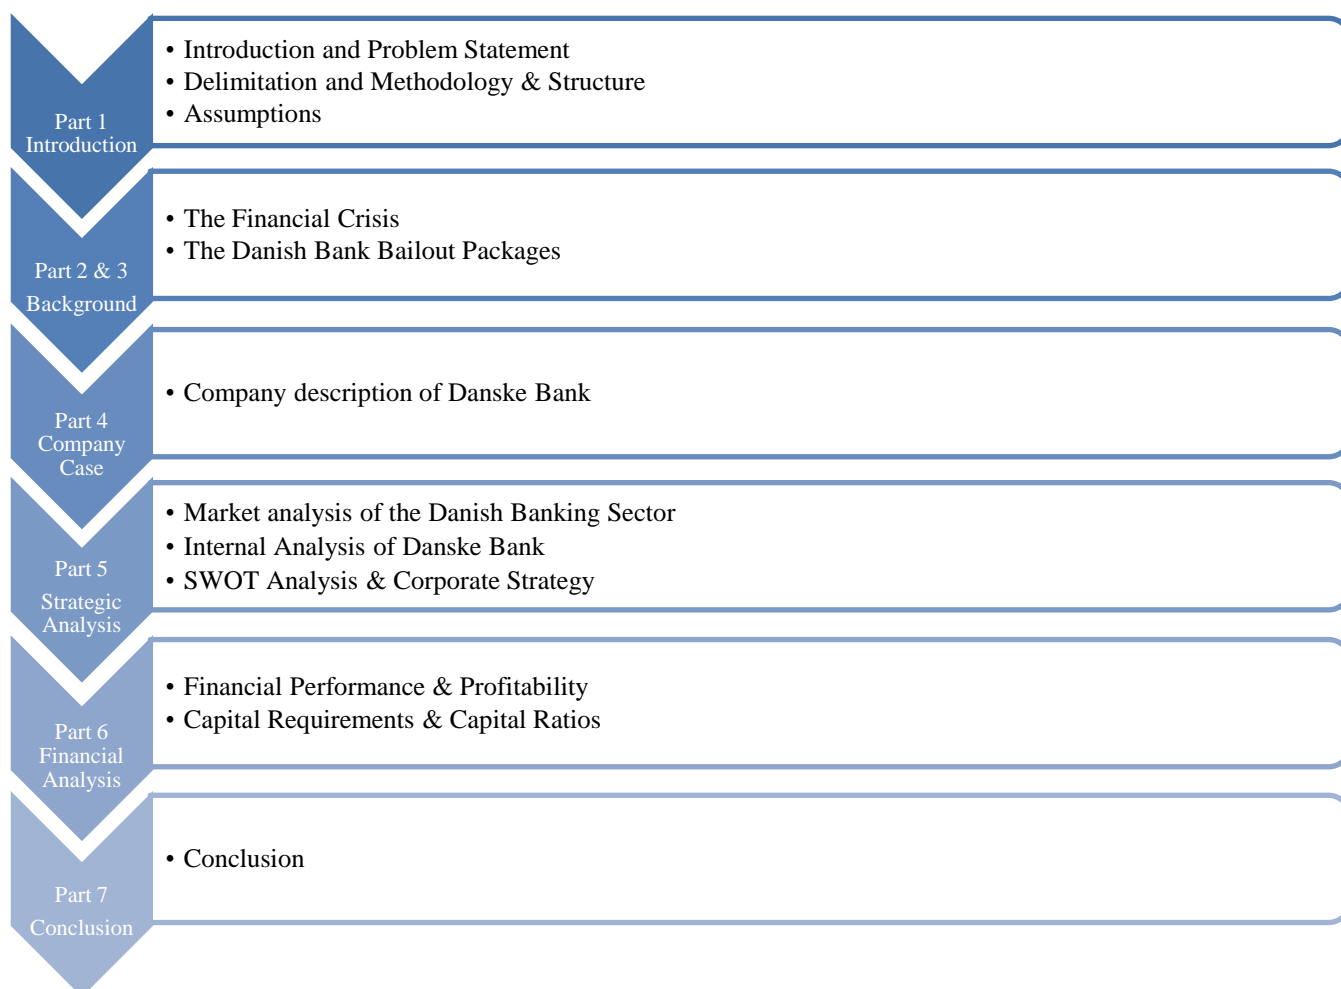 Part 1
Introduction
• Introduction and Problem Statement
• Delimitation and Methodology & Structure
• Assumptions
Part 2 & 3
Background
• The Financial Crisis
• The Danish Bank Bailout Packages
Part 4
Company
Case
• Company description of Danske Bank
Part 5
Strategic
Analysis
• Market analysis of the Danish Banking Sector
• Internal Analysis of Danske Bank
• SWOT Analysis & Corporate Strategy
Part 6
Financial
Analysis
• Financial Performance & Profitability
• Capital Requirements & Capital Ratios
Part 7
Conclusion
• Conclusion